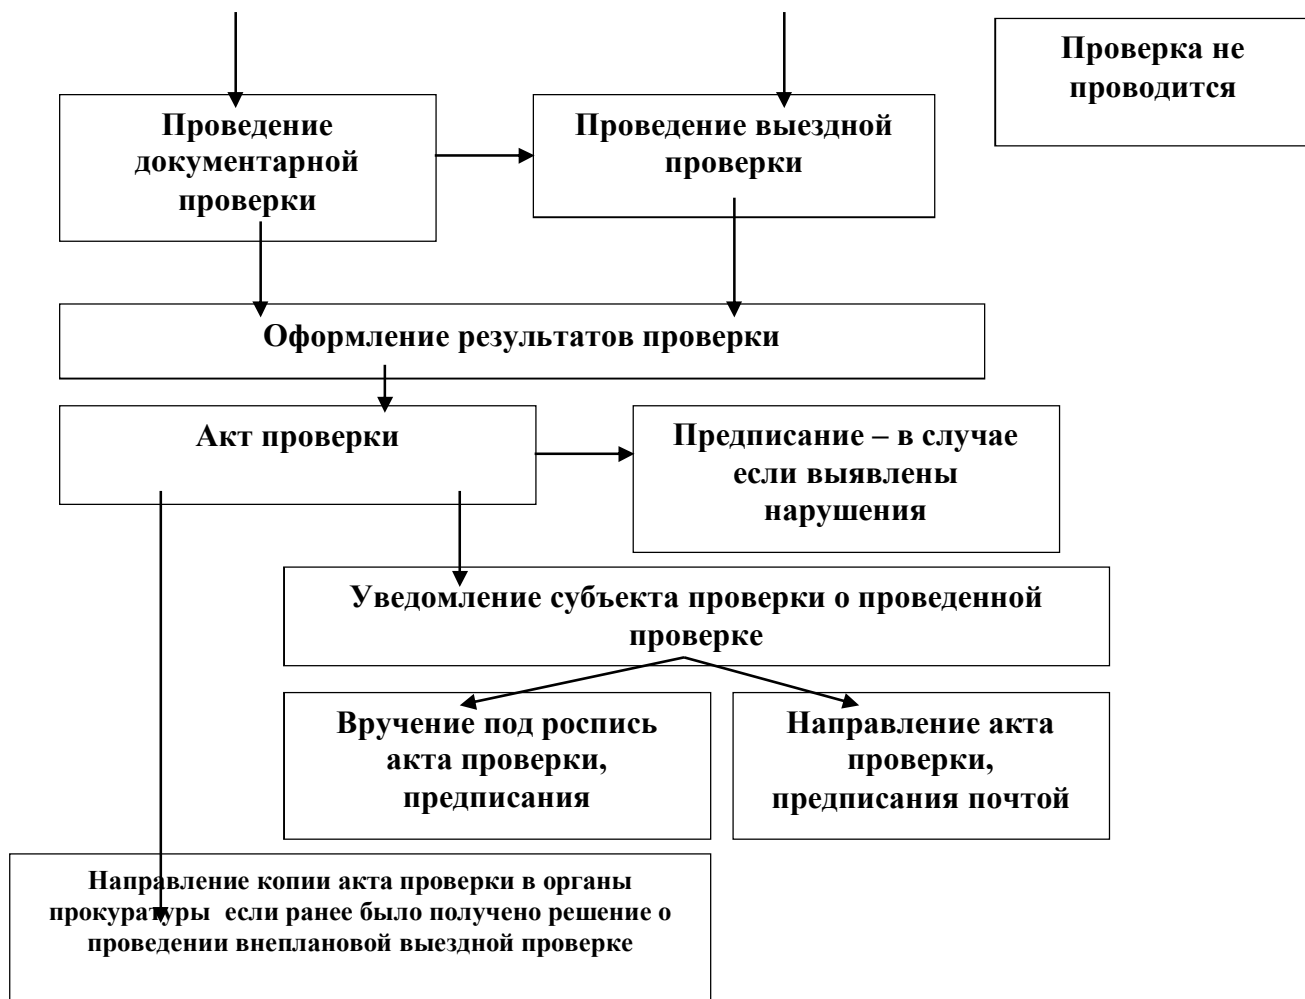 Проверка не
проводится
Проведение
документарной
проверки
Проведение выездной
проверки
Оформление результатов проверки
Акт проверки
Предписание – в случае
если выявлены
нарушения
Уведомление субъекта проверки о проведенной
проверке
Вручение под роспись
акта проверки,
предписания
Направление акта
проверки,
предписания почтой
Направление копии акта проверки в органы
прокуратуры  если ранее было получено решение о
проведении внеплановой выездной проверке